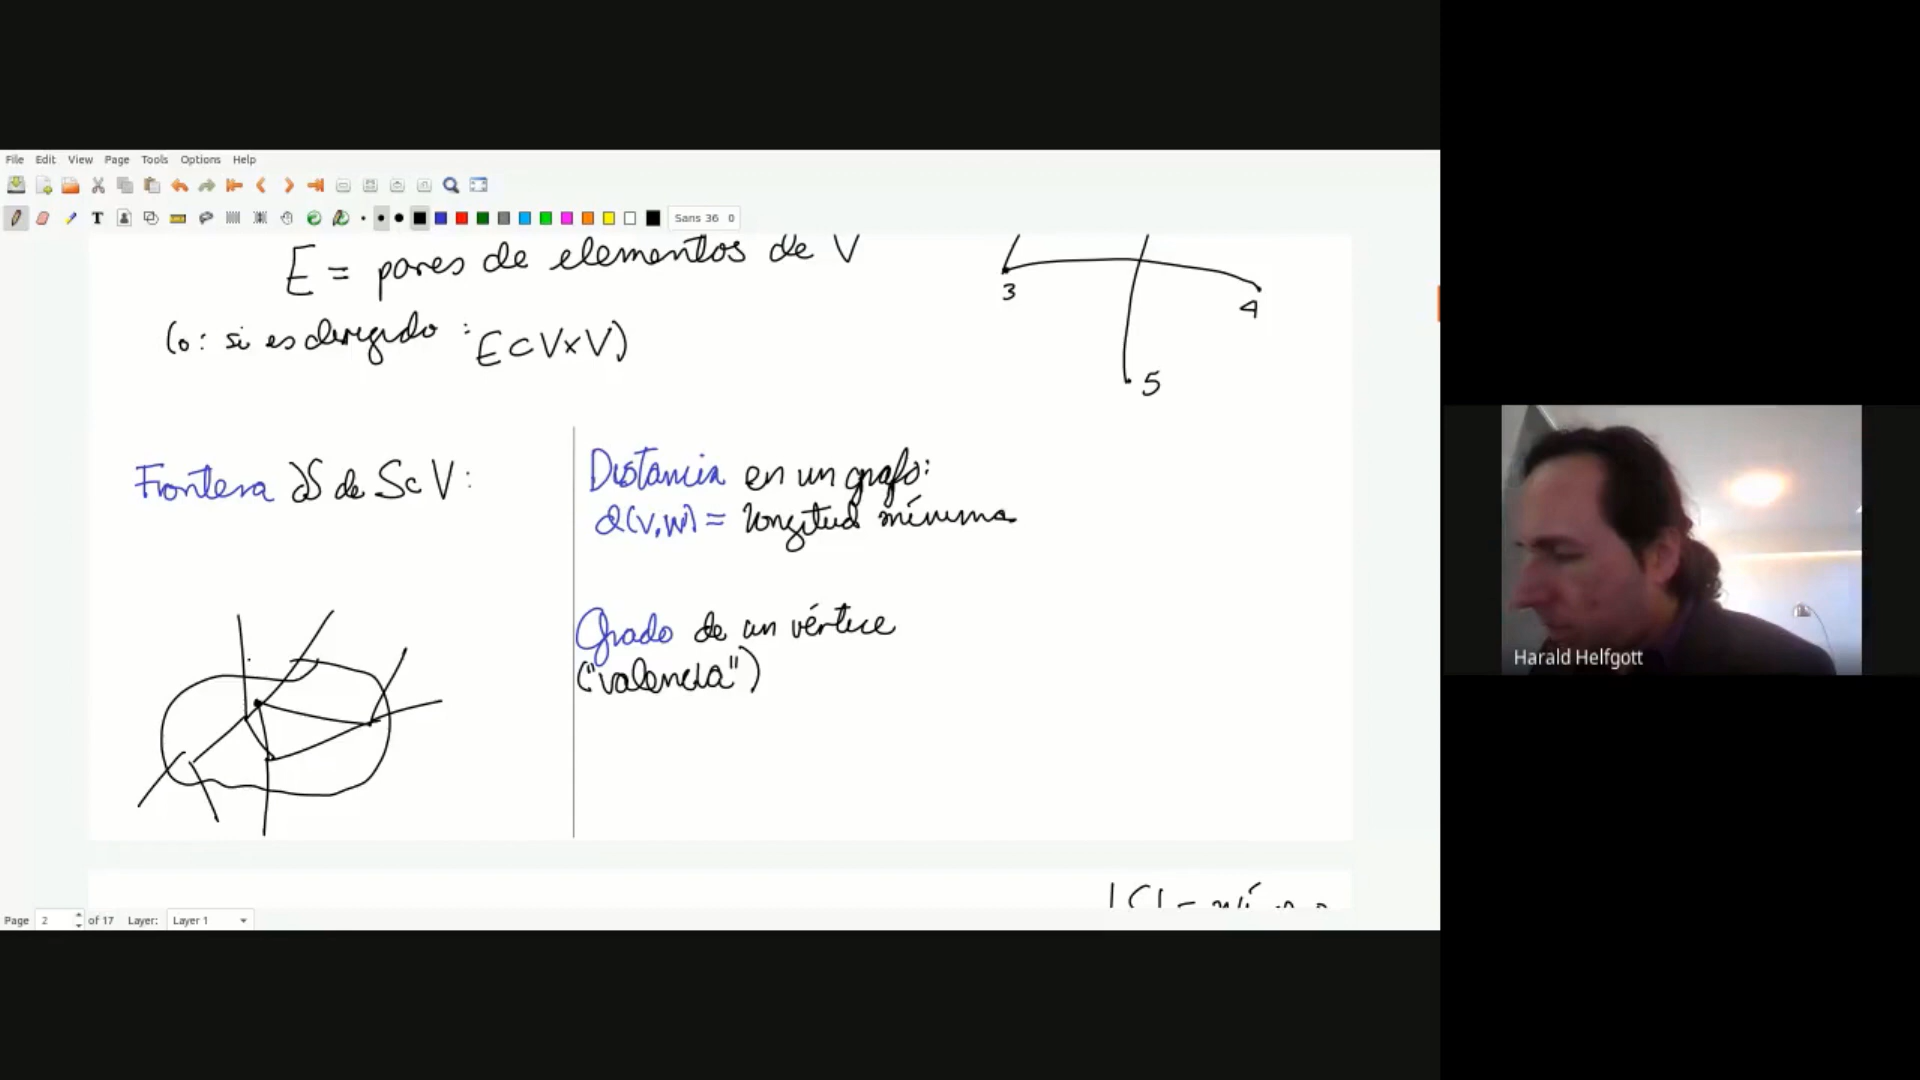 File Edit View Page Tools Options Help
Sans 36 0
E = pares de elementos de V
(o: si es dirigido : E⊂V×V)
3
4
5
Frontera ∂S de S⊂V:
Distancia en un grafo:
d(v,w) = longitud mínima
Grado de un vértice
("valencia")
Harald Helfgott
Page 2 of 17 Layer: Layer 1